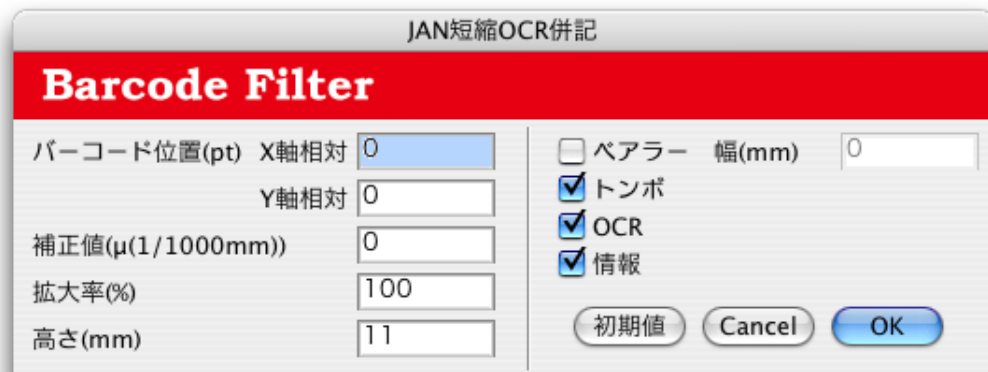 JAN短縮OCR併記
Barcode Filter
バーコード位置(pt) X軸相対 0
Y軸相対 0
補正値(μ(1/1000mm)) 0
拡大率(%) 100
高さ(mm) 11
ベアラー 幅(mm) 0
トンボ
OCR
情報
初期値 Cancel OK